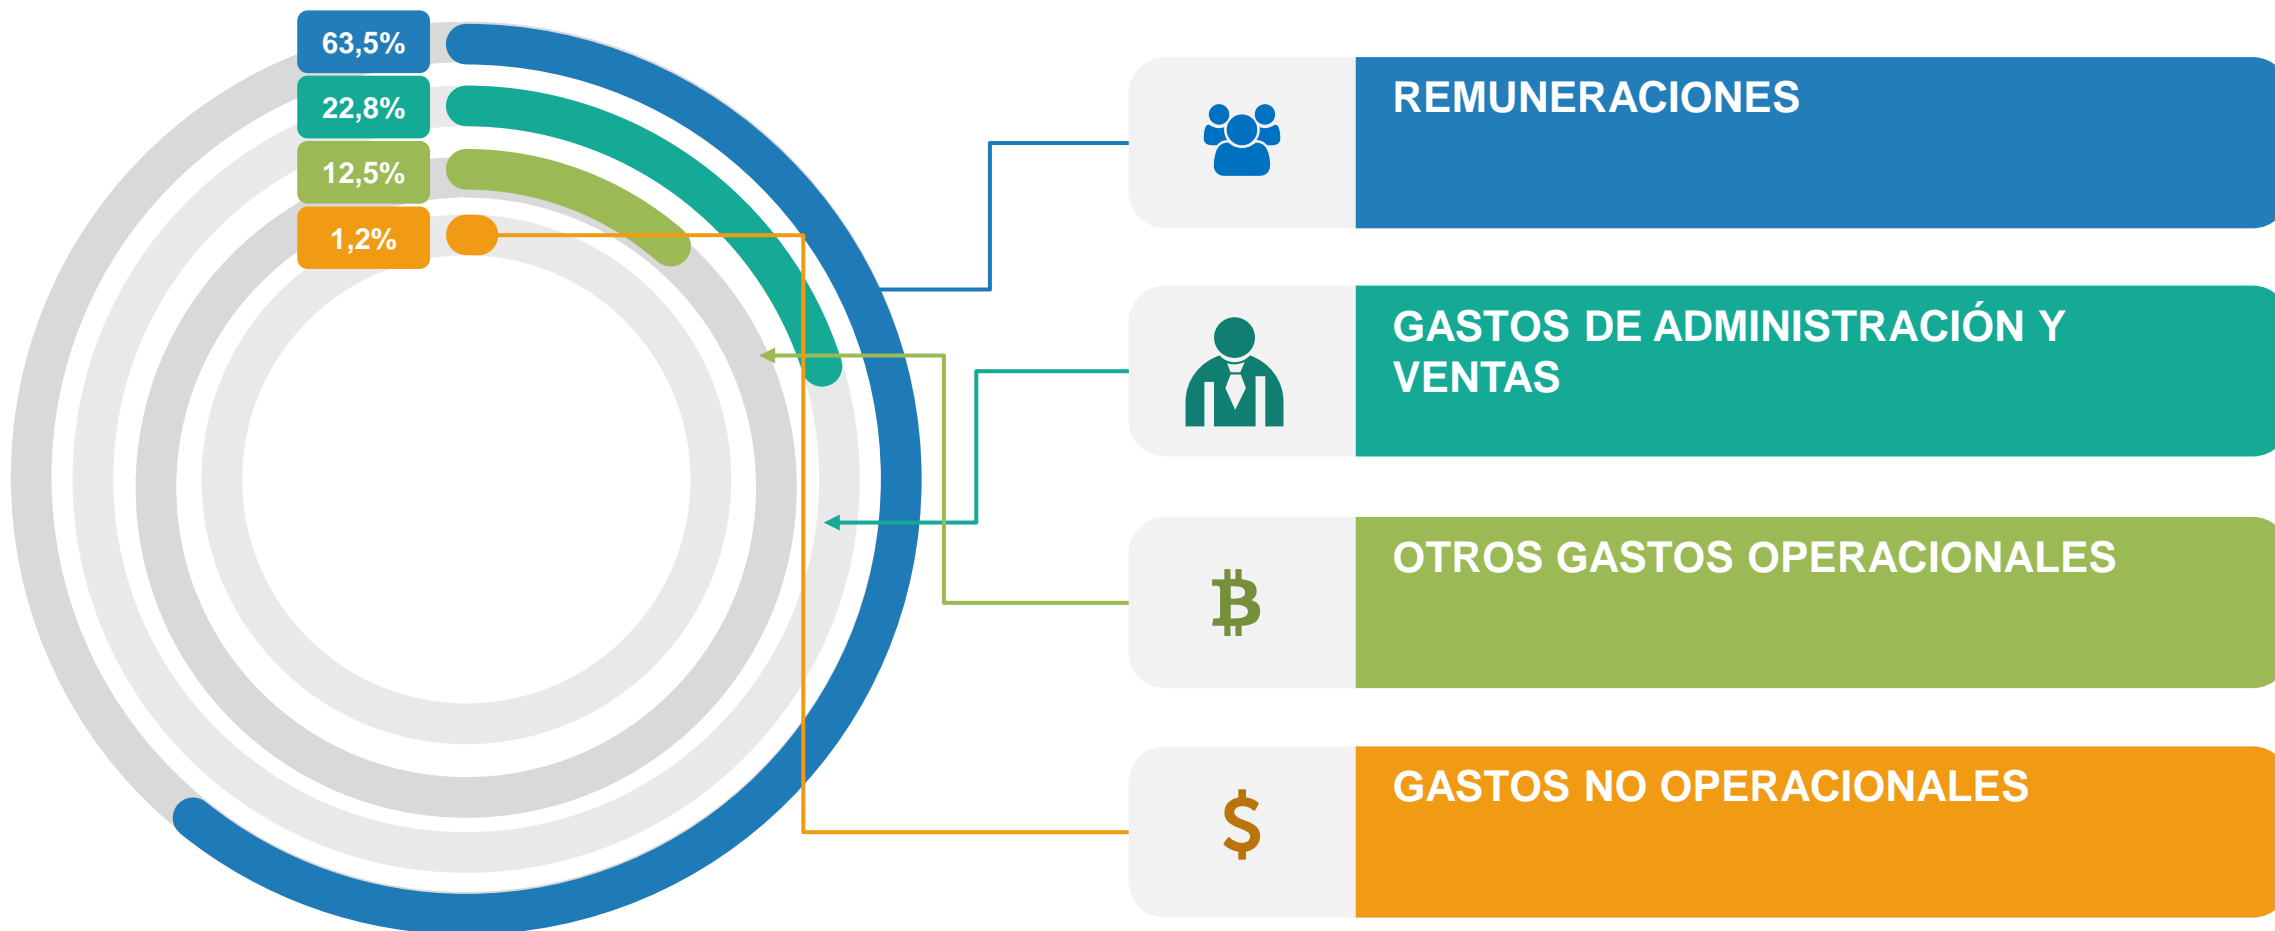 63,5%
22,8%
12,5%
1,2%
REMUNERACIONES
GASTOS DE ADMINISTRACIÓN Y
VENTAS
OTROS GASTOS OPERACIONALES
GASTOS NO OPERACIONALES